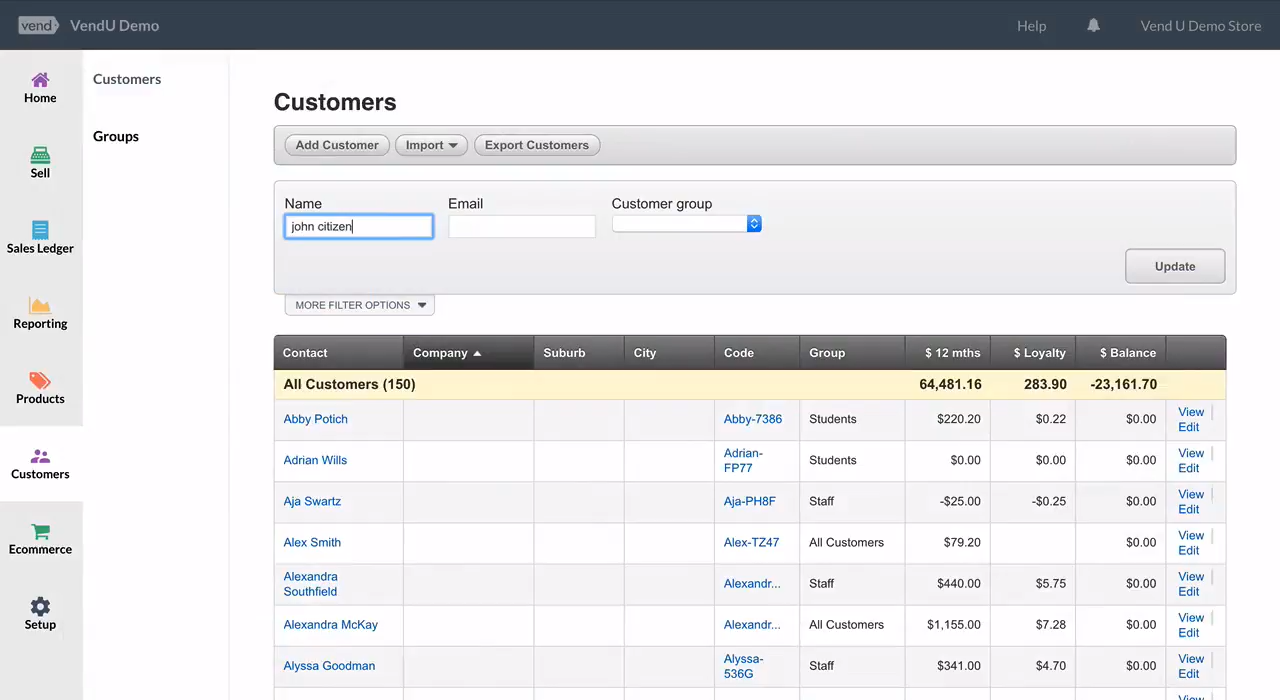 vend VendU Demo Help Vend U Demo Store
Home
Sell
Sales Ledger
Reporting
Products
Customers
Ecommerce
Setup
Customers
Groups
Customers
Add Customer Import Export Customers
Name Email Customer group
john citizen
Update
MORE FILTER OPTIONS
Contact Company Suburb City Code Group $ 12 mths $ Loyalty $ Balance
All Customers (150) 64,481.16 283.90 -23,161.70
Abby Potich Abby-7386 Students $220.20 $0.22 $0.00 View
Edit
Adrian Wills Adrian-
FP77 Students $0.00 $0.00 $0.00 View
Edit
Aja Swartz Aja-PH8F Staff -$25.00 -$0.25 $0.00 View
Edit
Alex Smith Alex-TZ47 All Customers $79.20 $0.00 View
Edit
Alexandra
Southfield Alexandr... Staff $440.00 $5.75 $0.00 View
Edit
Alexandra McKay Alexandr... All Customers $1,155.00 $7.28 $0.00 View
Edit
Alyssa Goodman Alyssa-
536G Staff $341.00 $4.70 $0.00 View
Edit
View